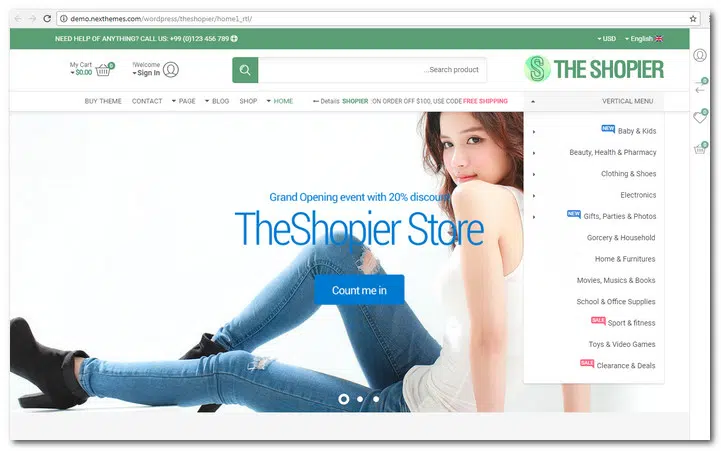 demo.nexthemes.com/wordpress/theshopier/home1_rtl/
NEED HELP OF ANYTHING? CALL US: +99 (0)123 456 789
USD
English
My Cart
$0.00
0
!Welcome
Sign In
...Search product
S THE SHOPIER
BUY THEME
CONTACT
PAGE
BLOG
SHOP
HOME
Details SHOPIER :ON ORDER OFF $100, USE CODE FREE SHIPPING
VERTICAL MENU
0
0
0
NEW Baby & Kids
Beauty, Health & Pharmacy
Clothing & Shoes
Electronics
NEW Gifts, Parties & Photos
Gorcery & Household
Home & Furnitures
Movies, Musics & Books
School & Office Supplies
SALE Sport & fitness
Toys & Video Games
SALE Clearance & Deals
Grand Opening event with 20% discount
TheShopier Store
Count me in